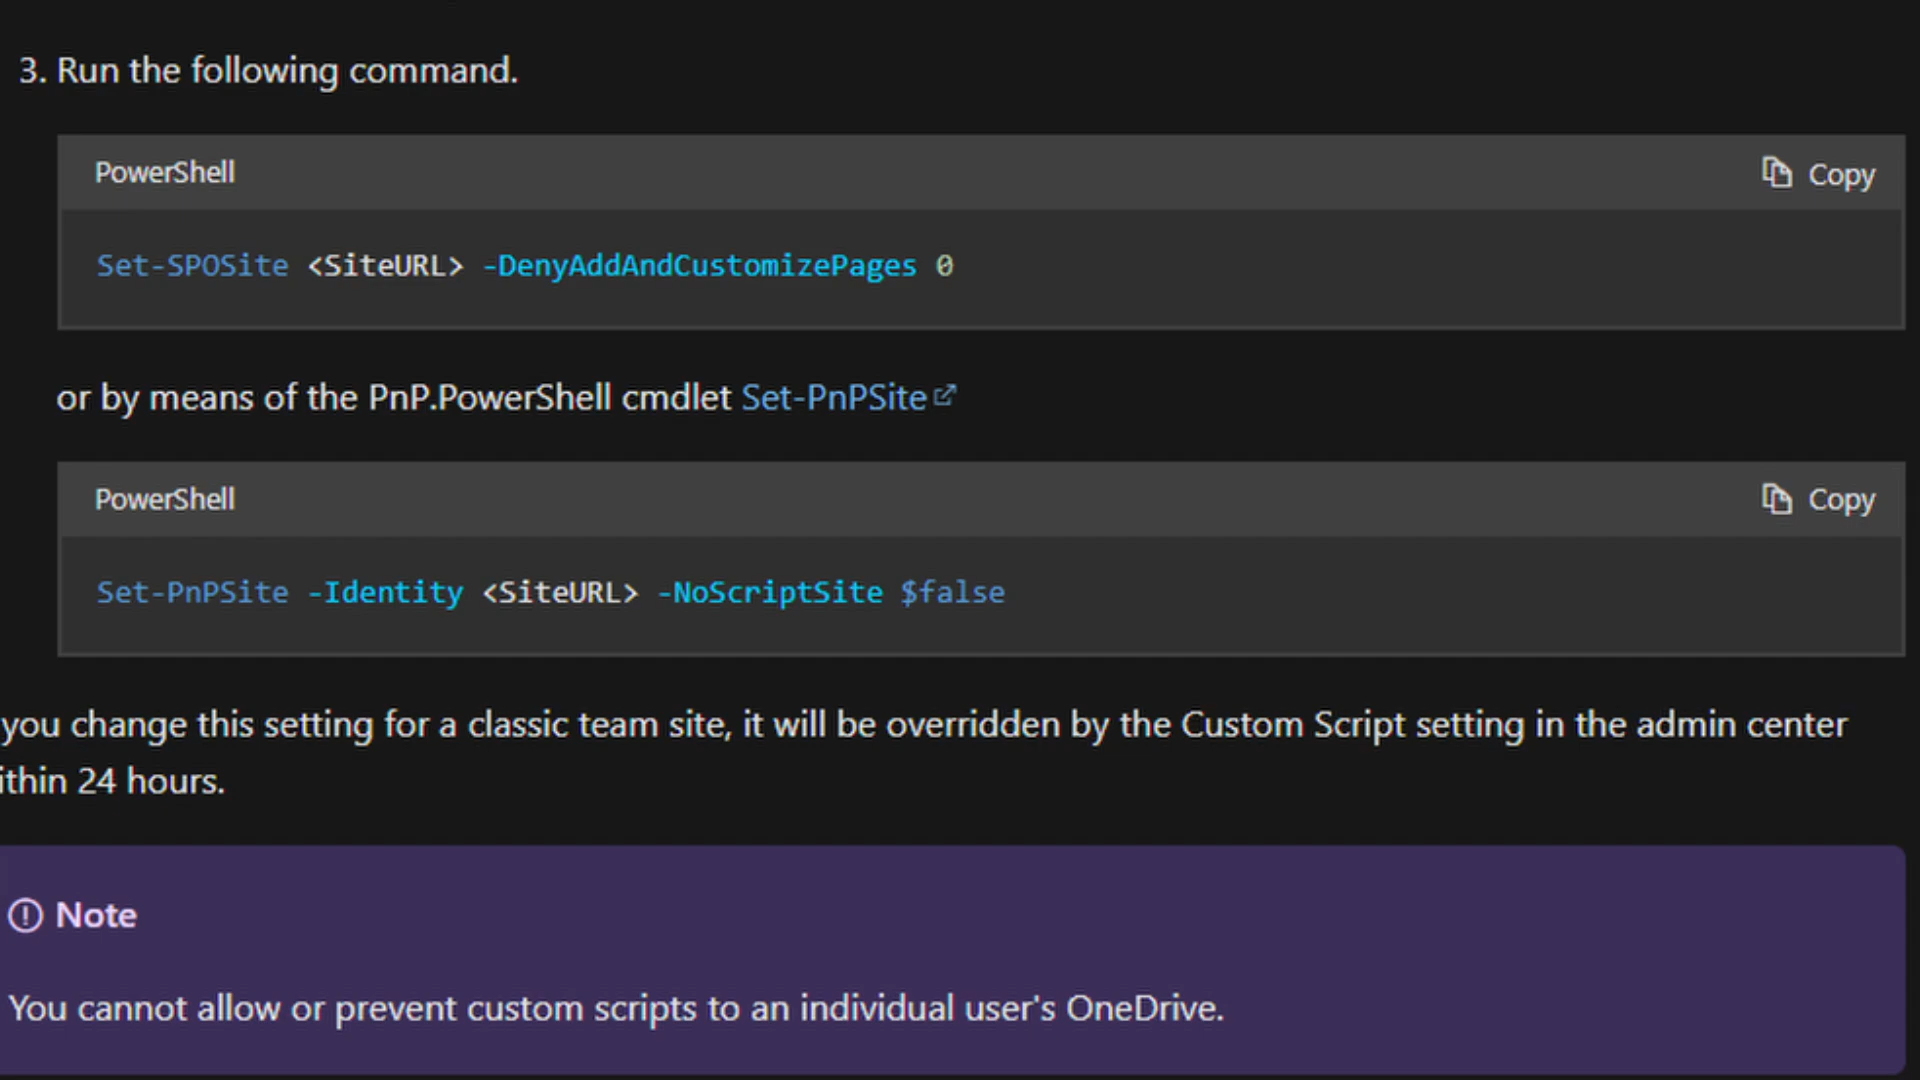 3. Run the following command.
PowerShell
Copy
Set-SPOSite <SiteURL> -DenyAddAndCustomizePages 0
or by means of the PnP.PowerShell cmdlet Set-PnPSite
PowerShell
Copy
Set-PnPSite -Identity <SiteURL> -NoScriptSite $false
you change this setting for a classic team site, it will be overridden by the Custom Script setting in the admin center
ithin 24 hours.
Note
You cannot allow or prevent custom scripts to an individual user's OneDrive.